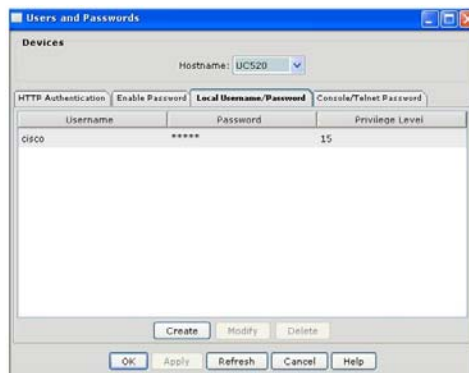 Users and Passwords
Devices
Hostname: UC520
HTTP Authentication Enable Password Local Username/Password Console/Telnet Password
Username Password Privilege Level
cisco ***** 15
Create Modify Delete
OK Apply Refresh Cancel Help